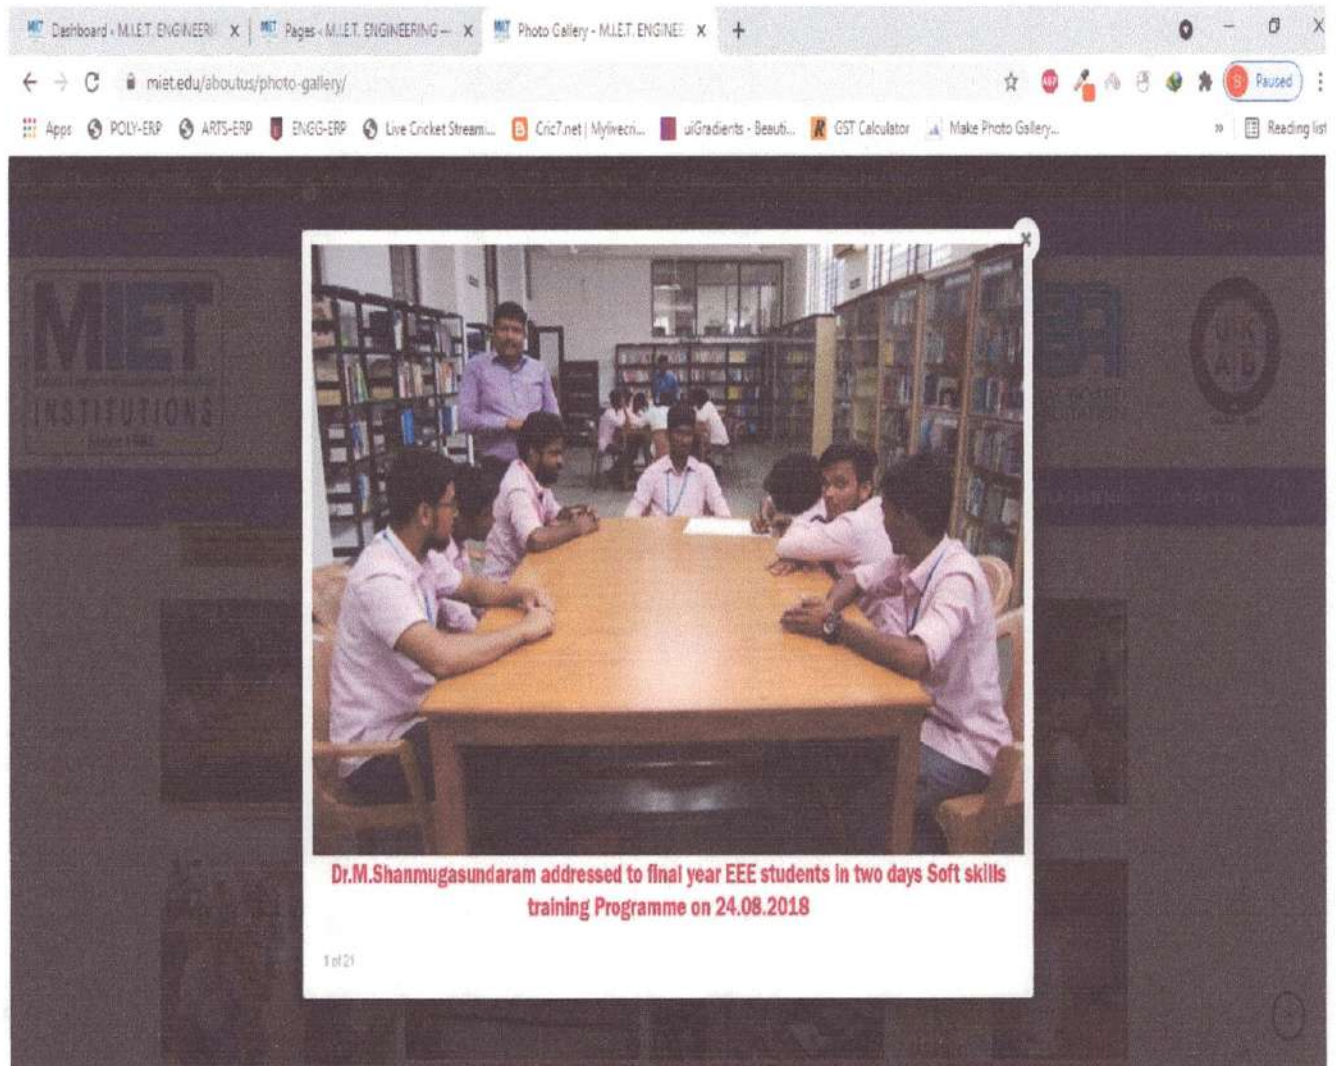 Dashboard - M.I.E.T. ENGINEERI
Pages ‹ M.I.E.T. ENGINEERING —
Photo Gallery - M.I.E.T. ENGINEE
miet.edu/aboutus/photo-gallery/
Paused
Apps
POLY-ERP
ARTS-ERP
ENGG-ERP
Live Cricket Stream:...
Cric7.net | Mylivecri...
uiGradients - Beauti...
GST Calculator
Make Photo Gallery...
»
Reading list
MIET
INSTITUTIONS
Dr.M.Shanmugasundaram addressed to final year EEE students in two days Soft skills
training Programme on 24.08.2018
1 of 21